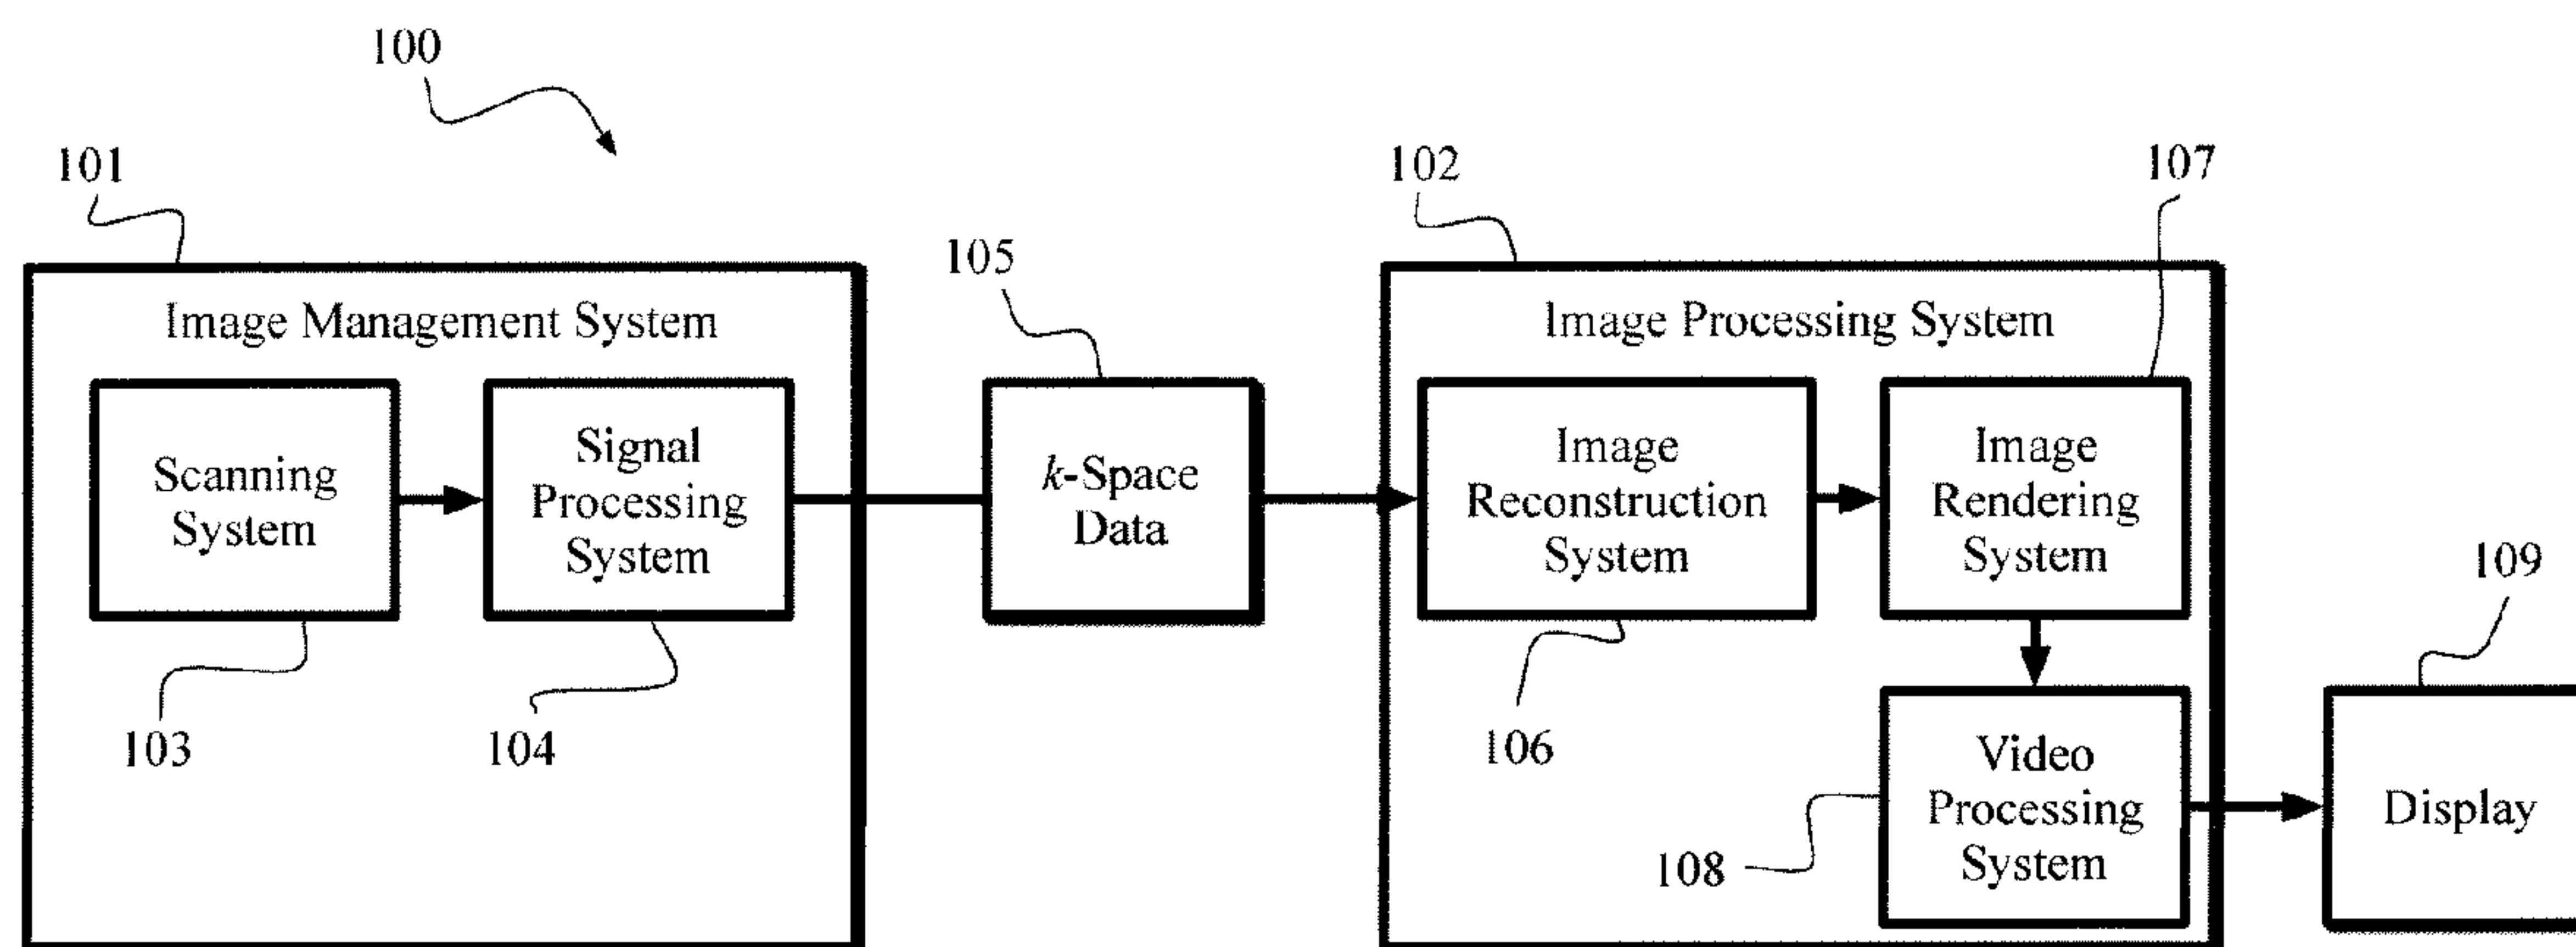 100
101
102
107
105
Image Management System
Image Processing System
Scanning
System
Signal
Processing
System
k-Space
Data
Image
Reconstruction
System
Image
Rendering
System
109
103
104
106
Video
Processing
System
108
Display